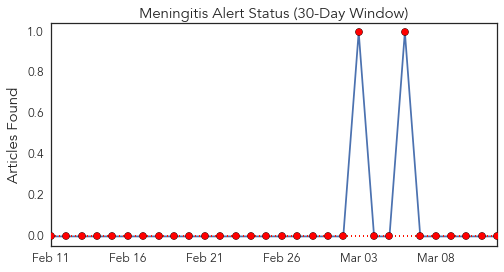 Meningitis Alert Status (30-Day Window)
Articles Found
1.0
0.8
0.6
0.4
0.2
0.0
Feb 11
Feb 16
Feb 21
Feb 26
Mar 03
Mar 08